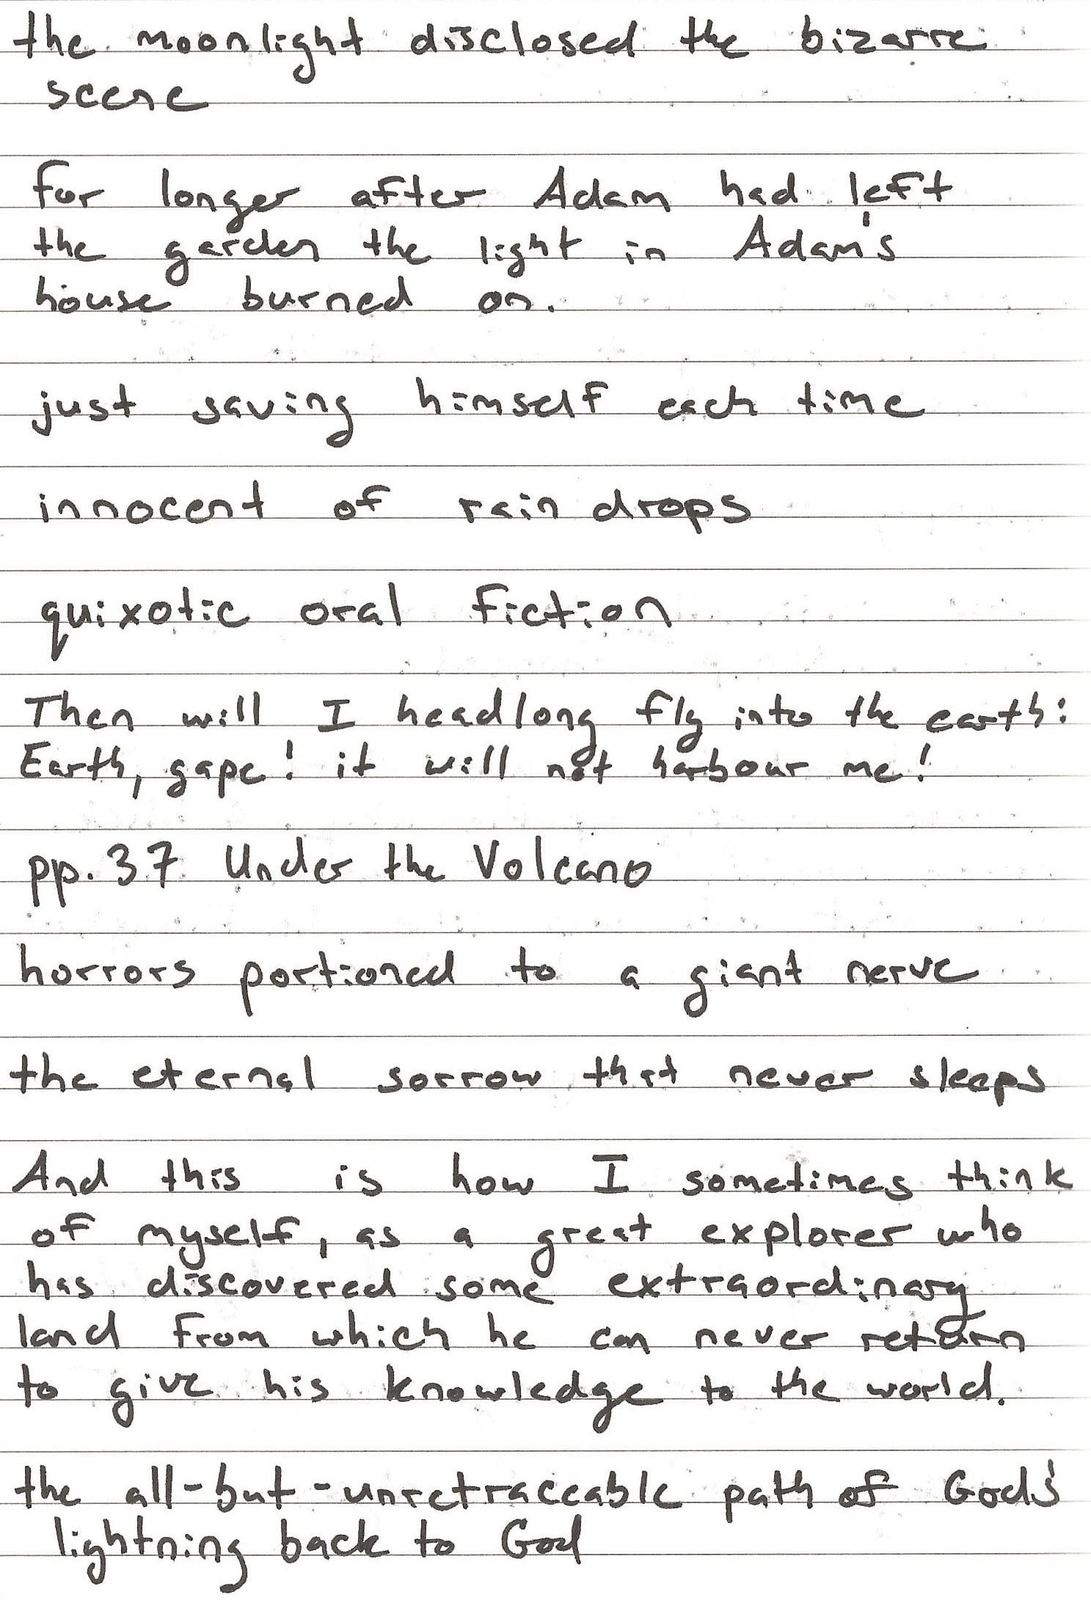 the moonlight disclosed the bizarre
scene
for longer after Adam had left
the garden the light in Adam's
house burned on.
just saving himself each time
innocent of rain drops
quixotic oral fiction
Then will I headlong fly into the earth:
Earth, gape! it will not harbour me!
pp. 37 Under the Volcano
horrors portioned to a giant nerve
the eternal sorrow that never sleeps
And this is how I sometimes think
of myself, as a great explorer who
has discovered some extraordinary
land from which he can never return
to give his knowledge to the world.
the all-but-unretraceable path of God's
lightning back to God